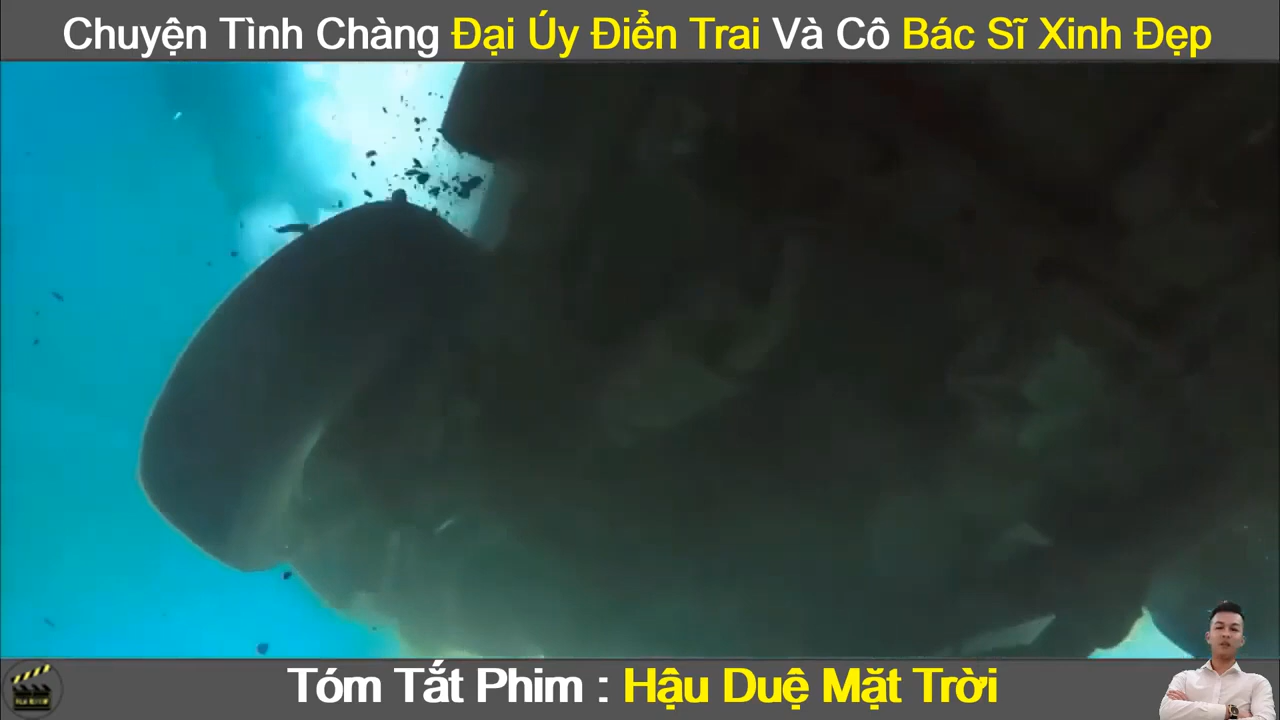 Chuyện Tình Chàng Đại Úy Điển Trai Và Cô Bác Sĩ Xinh Đẹp
Tóm Tắt Phim : Hậu Duệ Mặt Trời